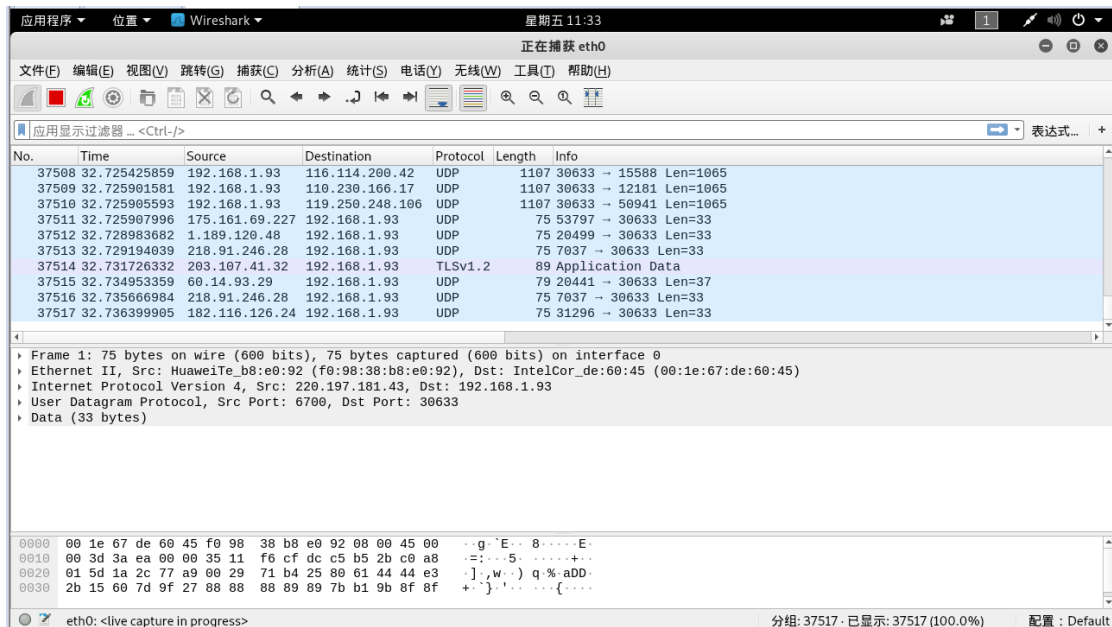 应用程序 ▾ 位置 ▾ Wireshark ▾ 星期五 11:33 1
正在捕获 eth0
文件(F) 编辑(E) 视图(V) 跳转(G) 捕获(C) 分析(A) 统计(S) 电话(Y) 无线(W) 工具(T) 帮助(H)
应用显示过滤器 … <Ctrl-/> 表达式… +
No. Time Source Destination Protocol Length Info
37508 32.725425859 192.168.1.93 116.114.200.42 UDP 1107 30633 → 15588 Len=1065
37509 32.725901581 192.168.1.93 110.230.166.17 UDP 1107 30633 → 12181 Len=1065
37510 32.725905593 192.168.1.93 119.250.248.106 UDP 1107 30633 → 50941 Len=1065
37511 32.725907996 175.161.69.227 192.168.1.93 UDP 75 53797 → 30633 Len=33
37512 32.728983682 1.189.120.48 192.168.1.93 UDP 75 20499 → 30633 Len=33
37513 32.729194039 218.91.246.28 192.168.1.93 UDP 75 7037 → 30633 Len=33
37514 32.731726332 203.107.41.32 192.168.1.93 TLSv1.2 89 Application Data
37515 32.734953359 60.14.93.29 192.168.1.93 UDP 79 20441 → 30633 Len=37
37516 32.735666984 218.91.246.28 192.168.1.93 UDP 75 7037 → 30633 Len=33
37517 32.736399905 182.116.126.24 192.168.1.93 UDP 75 31296 → 30633 Len=33
Frame 1: 75 bytes on wire (600 bits), 75 bytes captured (600 bits) on interface 0
Ethernet II, Src: HuaweiTe_b8:e0:92 (f0:98:38:b8:e0:92), Dst: IntelCor_de:60:45 (00:1e:67:de:60:45)
Internet Protocol Version 4, Src: 220.197.181.43, Dst: 192.168.1.93
User Datagram Protocol, Src Port: 6700, Dst Port: 30633
Data (33 bytes)
0000 00 1e 67 de 60 45 f0 98 38 b8 e0 92 08 00 45 00 ··g·`E·· 8·····E·
0010 00 3d 3a ea 00 00 35 11 f6 cf dc c5 b5 2b c0 a8 ·=:···5· ·····+··
0020 01 5d 1a 2c 77 a9 00 29 71 b4 25 80 61 44 44 e3 ·]·,w··) q·%·aDD·
0030 2b 15 60 7d 9f 27 88 88 88 89 89 7b b1 9b 8f 8f +·`}·'·· ···{····
eth0: <live capture in progress> 分组: 37517 · 已显示: 37517 (100.0%) 配置：Default